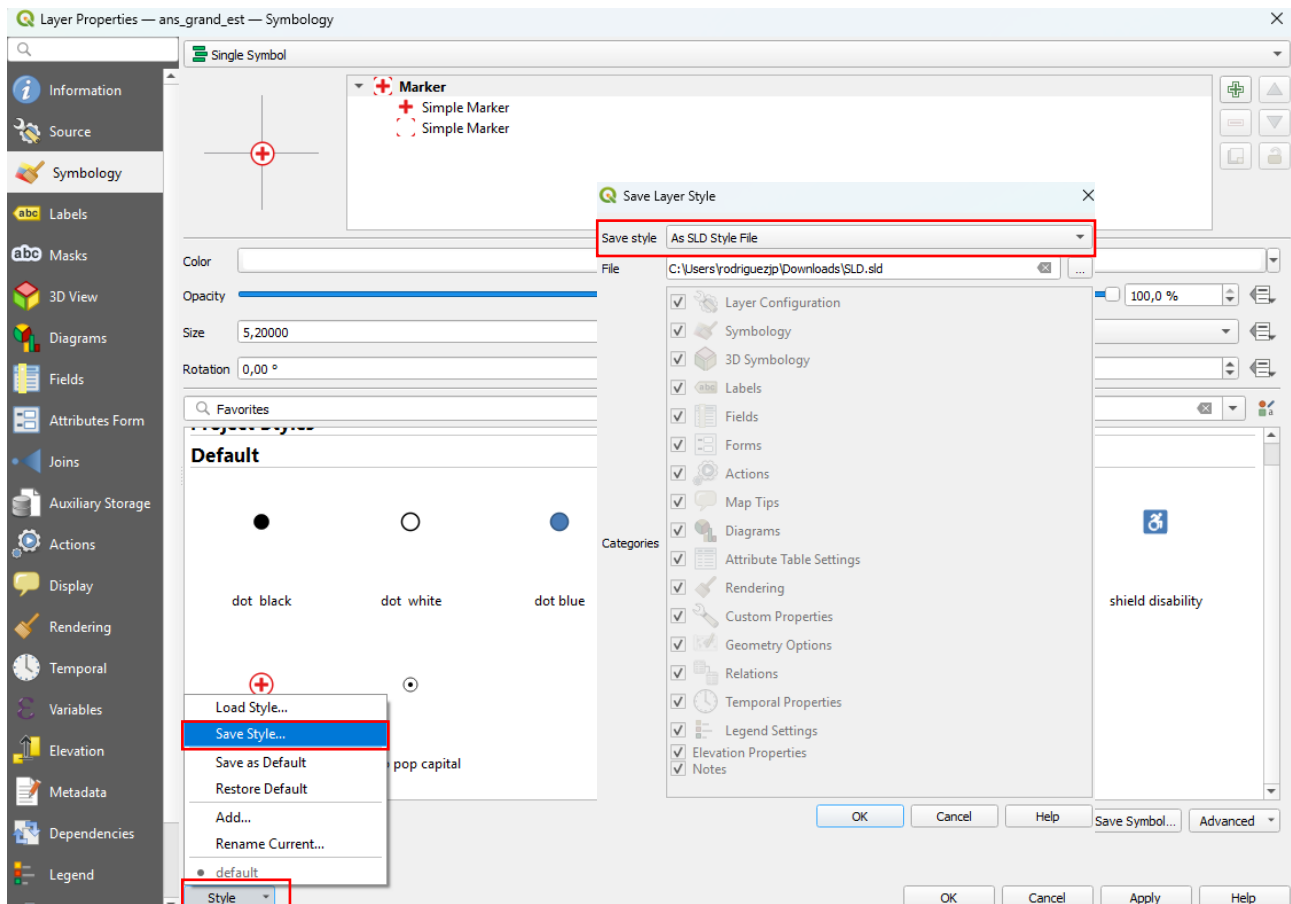 Layer Properties — ans_grand_est — Symbology
Single Symbol
Information
Source
Symbology
Labels
Masks
3D View
Diagrams
Fields
Attributes Form
Joins
Auxiliary Storage
Actions
Display
Rendering
Temporal
Variables
Elevation
Metadata
Dependencies
Legend
Marker
Simple Marker
Simple Marker
Color
Opacity
100,0 %
Size
5,20000
Rotation
0,00 °
Favorites
Project Styles
Default
dot black
dot white
dot blue
shield disability
pop capital
Load Style...
Save Style...
Save as Default
Restore Default
Add...
Rename Current...
default
Style
Save Layer Style
Save style
As SLD Style File
File
C:\Users\rodriguezjp\Downloads\SLD.sld
...
Categories
Layer Configuration
Symbology
3D Symbology
Labels
Fields
Forms
Actions
Map Tips
Diagrams
Attribute Table Settings
Rendering
Custom Properties
Geometry Options
Relations
Temporal Properties
Legend Settings
Elevation Properties
Notes
OK
Cancel
Help
Save Symbol...
Advanced
OK
Cancel
Apply
Help